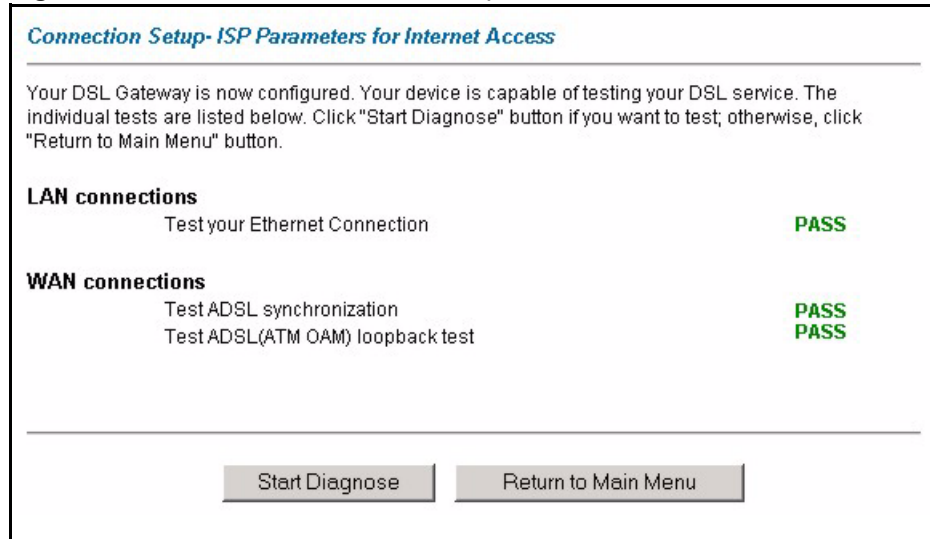 Connection Setup- ISP Parameters for Internet Access
Your DSL Gateway is now configured. Your device is capable of testing your DSL service. The
individual tests are listed below. Click "Start Diagnose" button if you want to test; otherwise, click
"Return to Main Menu" button.
LAN connections
Test your Ethernet Connection PASS
WAN connections
Test ADSL synchronization PASS
Test ADSL(ATM OAM) loopback test PASS
Start Diagnose Return to Main Menu